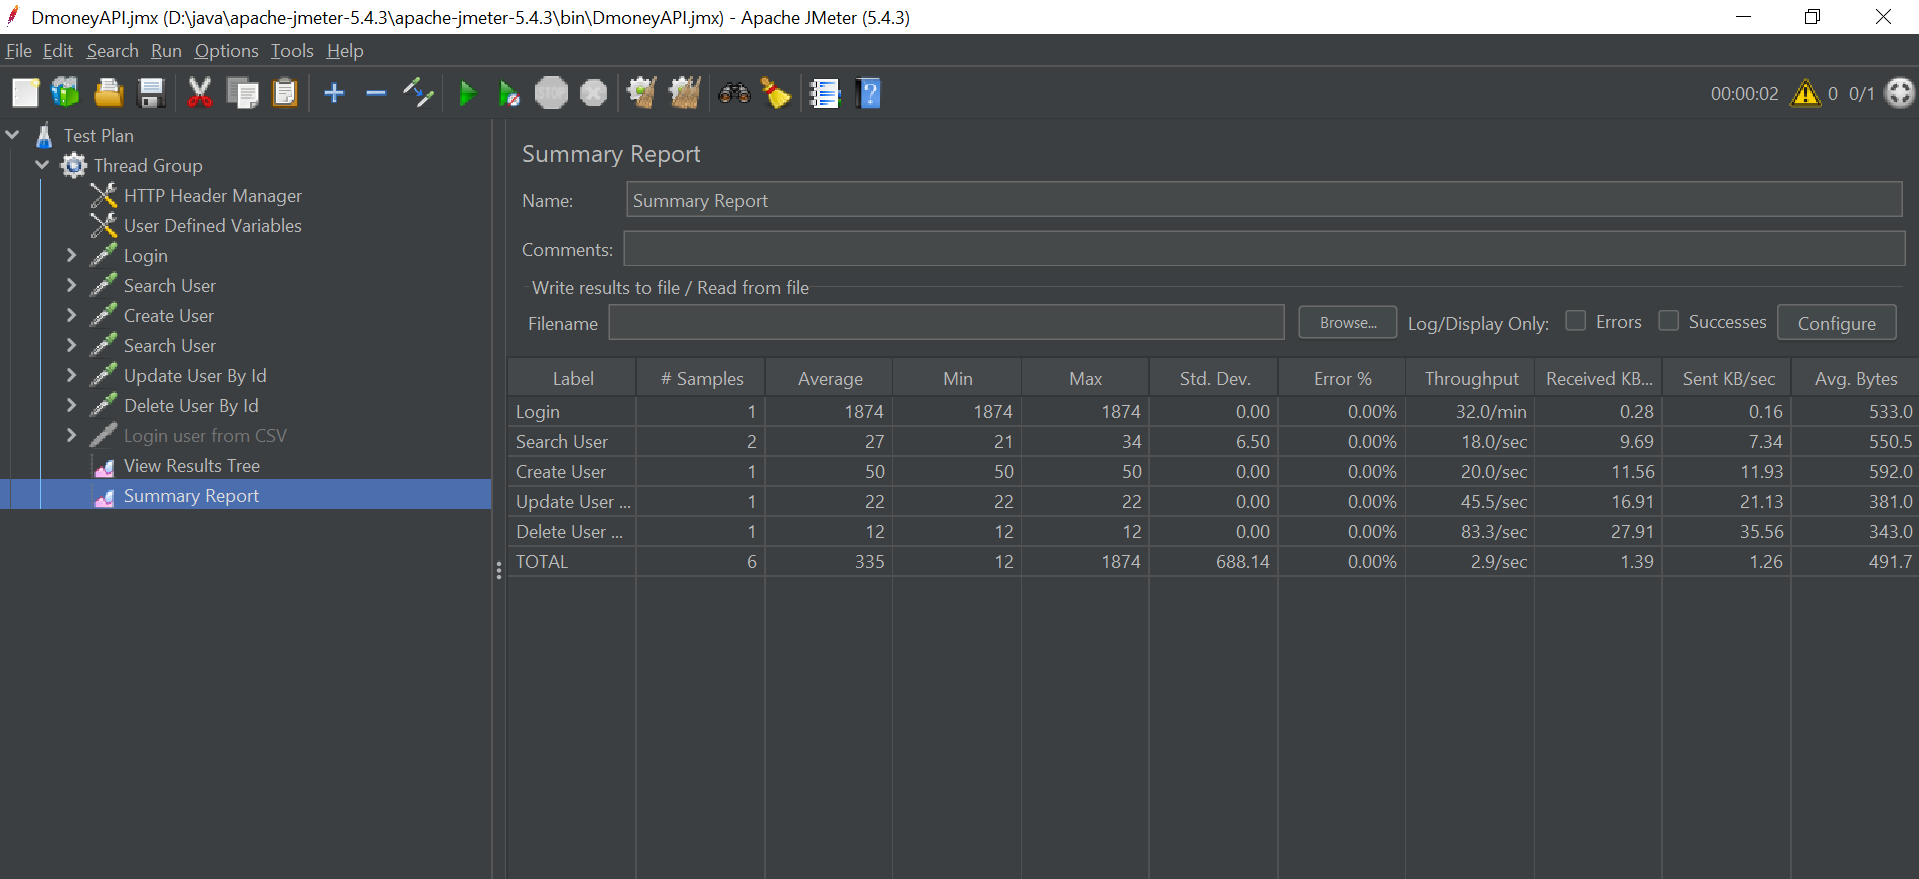 DmoneyAPI.jmx (D:\java\apache-jmeter-5.4.3\apache-jmeter-5.4.3\bin\DmoneyAPI.jmx) - Apache JMeter (5.4.3)
File Edit Search Run Options Tools Help
STOP ? 00:00:02 0 0/1
Test Plan
Thread Group
HTTP Header Manager
User Defined Variables
Login
Search User
Create User
Search User
Update User By Id
Delete User By Id
Login user from CSV
View Results Tree
Summary Report
Summary Report
Name: Summary Report
Comments:
Write results to file / Read from file
Filename Browse... Log/Display Only: Errors Successes Configure
Label # Samples Average Min Max Std. Dev. Error % Throughput Received KB... Sent KB/sec Avg. Bytes
Login 1 1874 1874 1874 0.00 0.00% 32.0/min 0.28 0.16 533.0
Search User 2 27 21 34 6.50 0.00% 18.0/sec 9.69 7.34 550.5
Create User 1 50 50 50 0.00 0.00% 20.0/sec 11.56 11.93 592.0
Update User ... 1 22 22 22 0.00 0.00% 45.5/sec 16.91 21.13 381.0
Delete User ... 1 12 12 12 0.00 0.00% 83.3/sec 27.91 35.56 343.0
TOTAL 6 335 12 1874 688.14 0.00% 2.9/sec 1.39 1.26 491.7